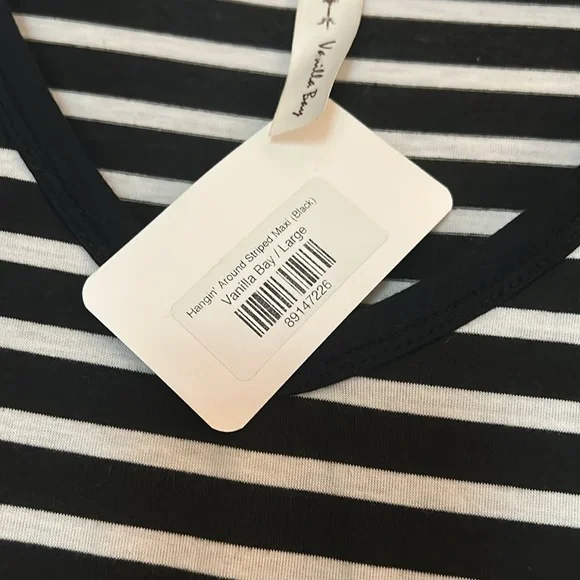 Vanilla Bay
Hangin' Around Striped Maxi (Black)
Vanilla Bay / Large
89147226